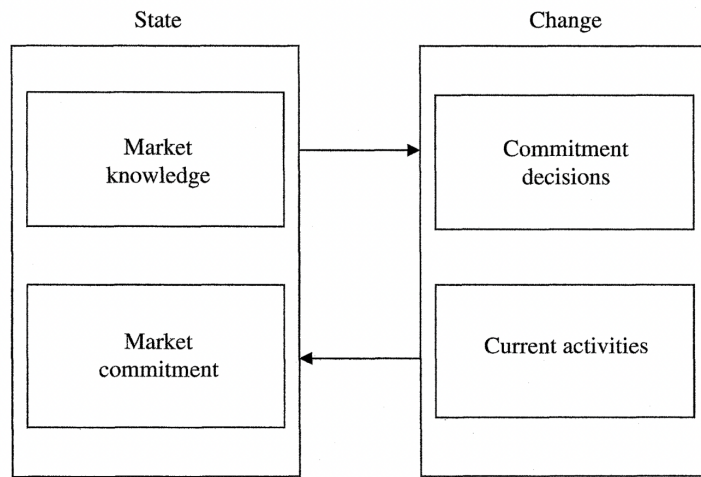 State
Change
Market
knowledge
Commitment
decisions
Market
commitment
Current activities